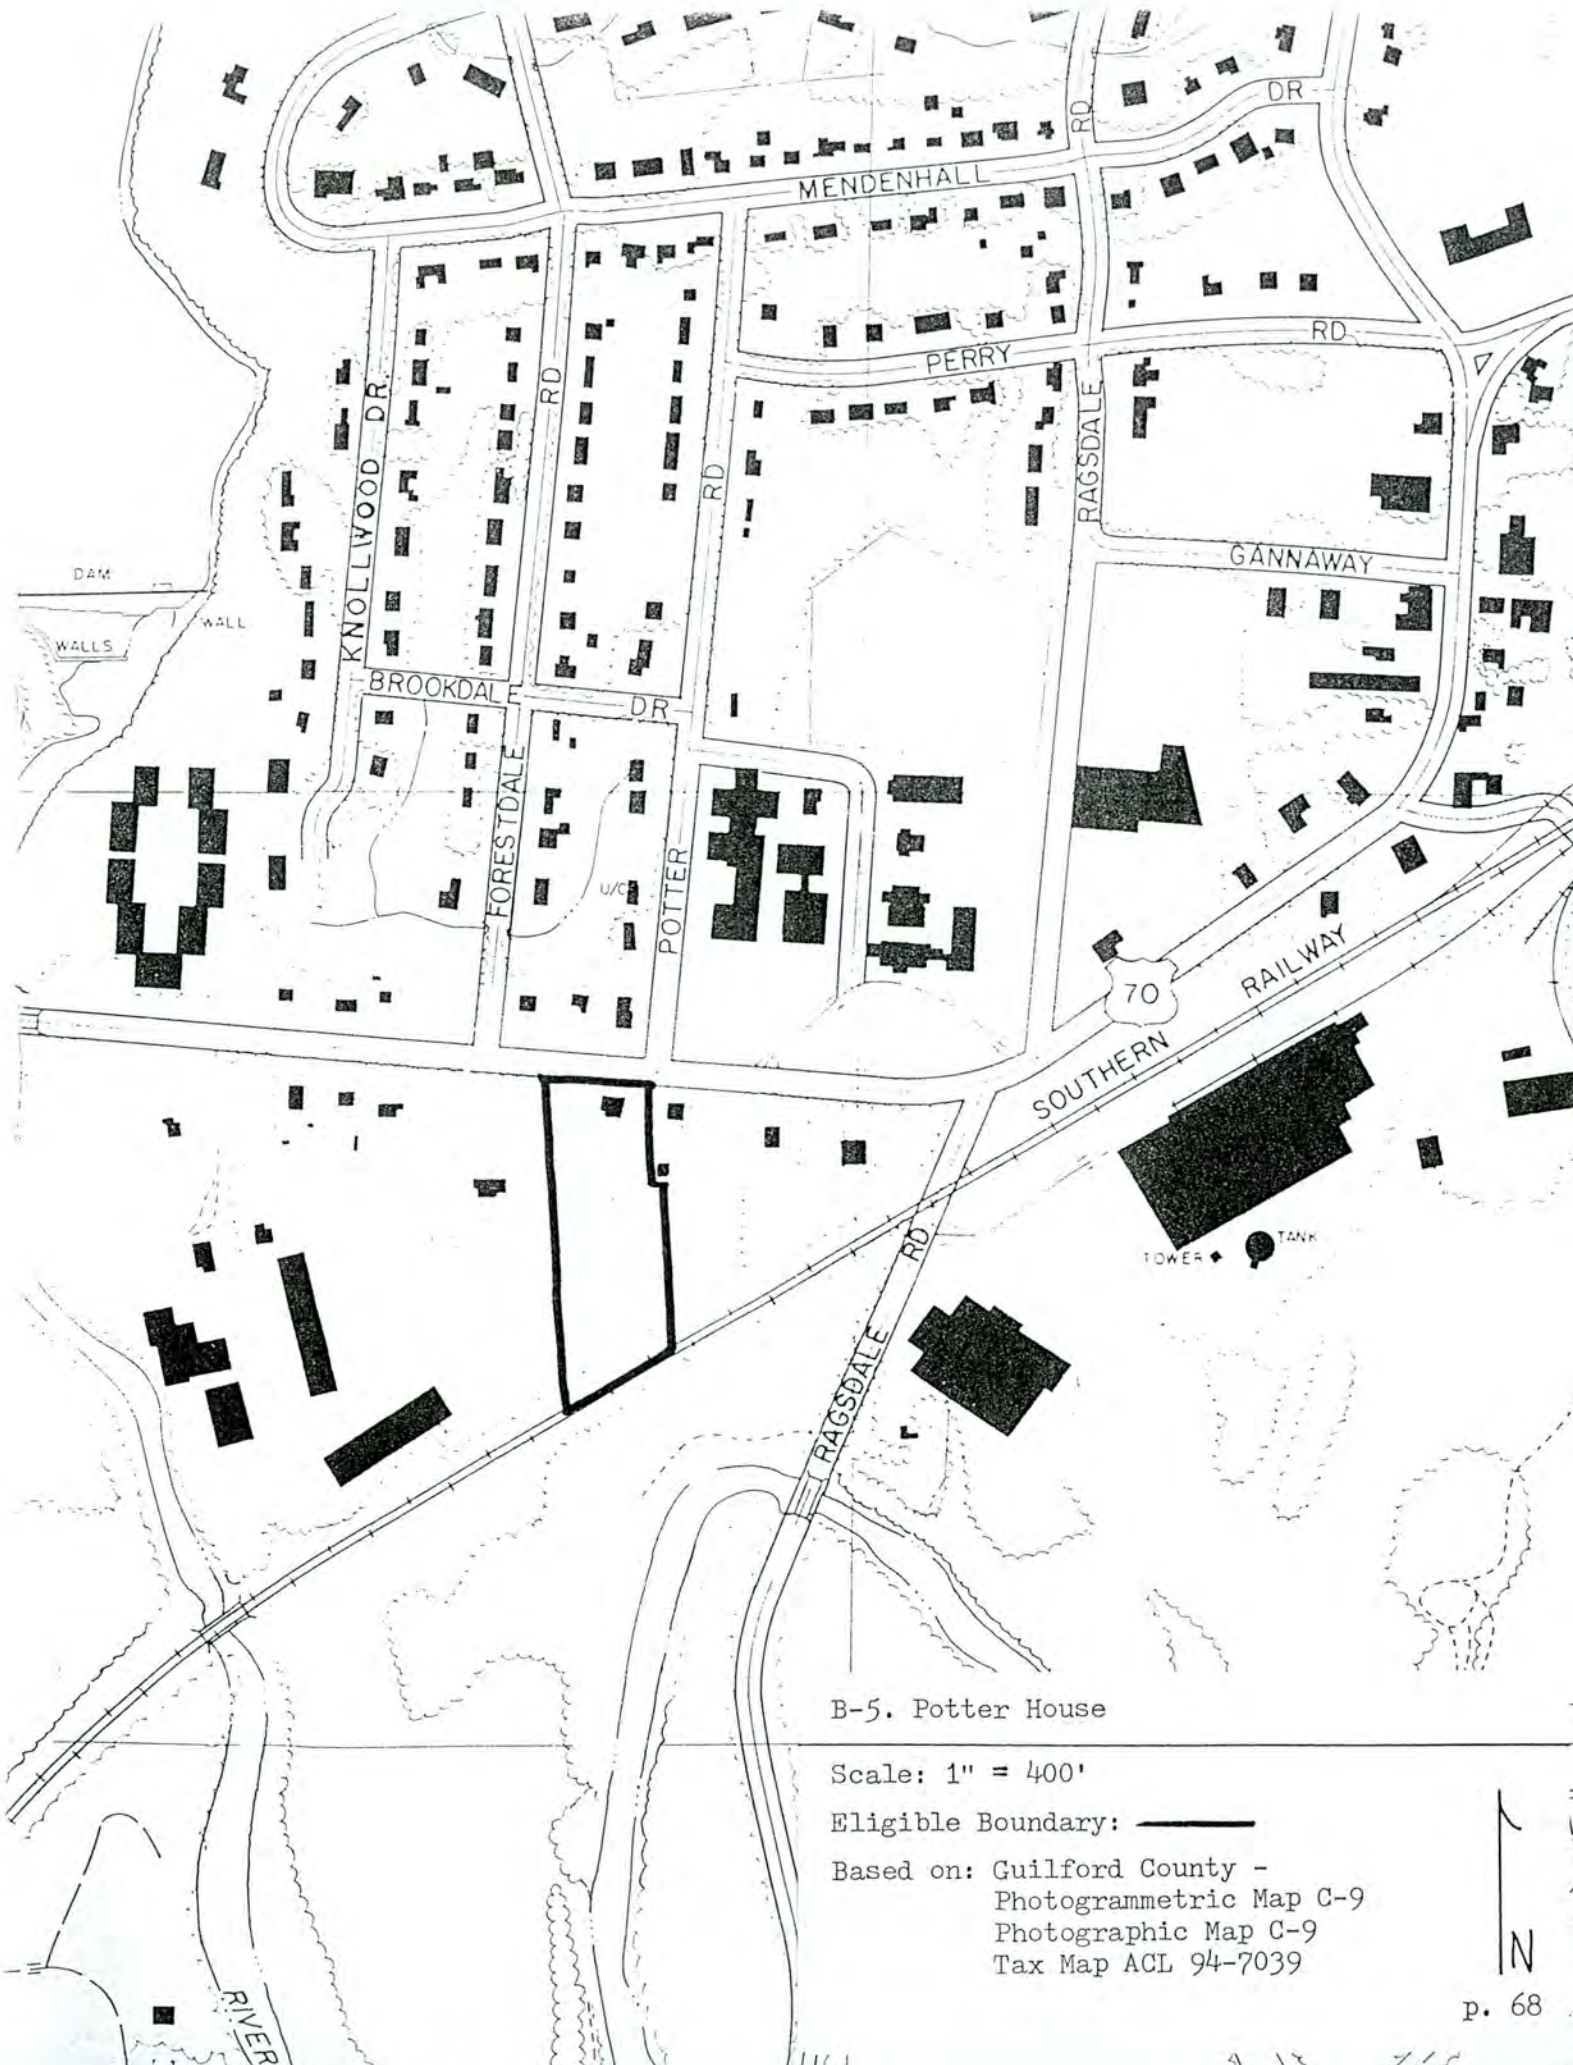 DR
RD
MENDENHALL
RD
PERRY
RD
RAGSDALE
KNOLLWOOD DR.
RD
GANNAWAY
DAM
WALL
WALLS
BROOKDALE
DR
FORESTDALE
POTTER
U/C
70
SOUTHERN RAILWAY
TOWER
TANK
RAGSDALE RD
RIVER
B-5. Potter House
Scale: 1" = 400'
Eligible Boundary:
Based on: Guilford County -
Photogrammetric Map C-9
Photographic Map C-9
Tax Map ACL 94-7039
N
p. 68